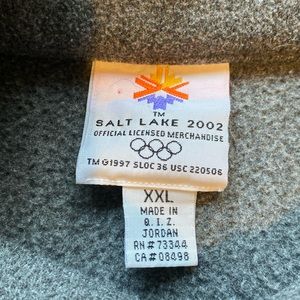 TM
SALT LAKE 2002
OFFICIAL LICENSED MERCHANDISE
TM©1997 SLOC 36 USC 220506
XXL
MADE IN
Q.I.Z.
JORDAN
RN#73344
CA#08498